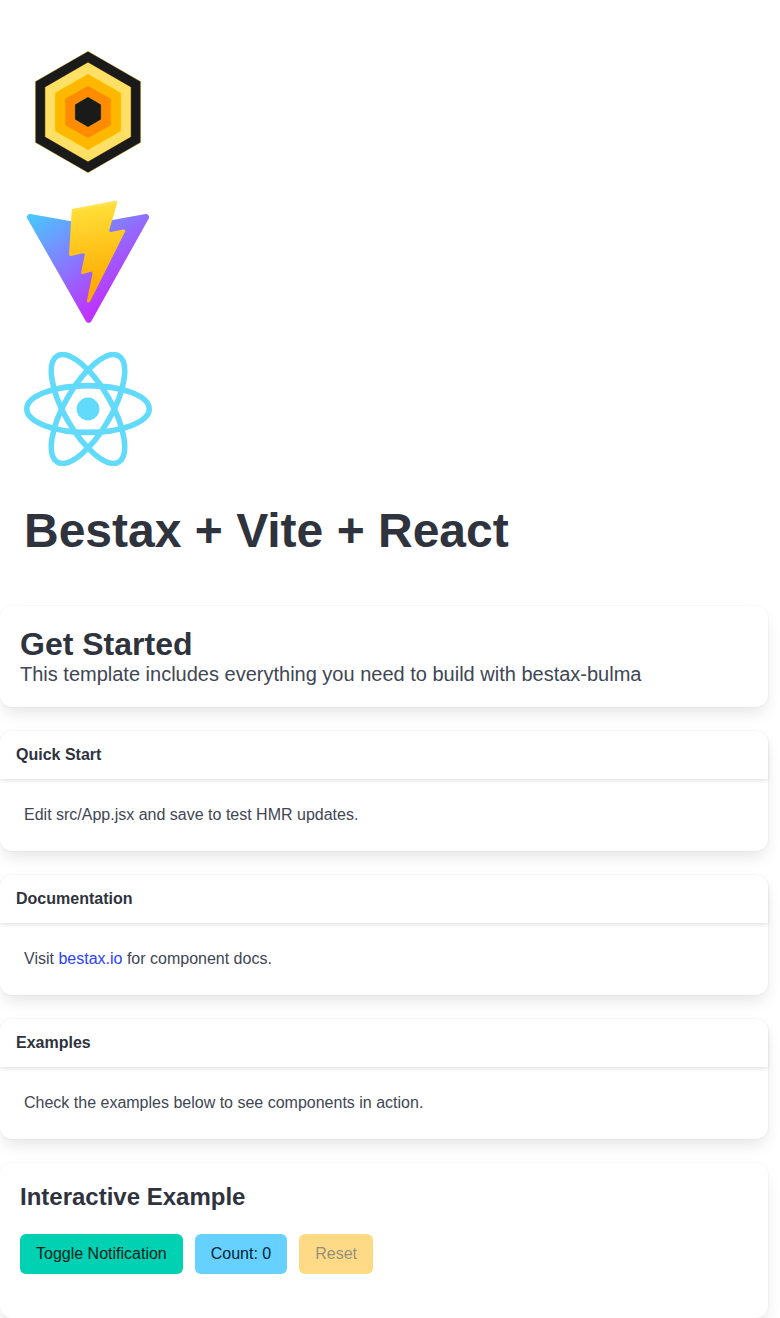 Bestax + Vite + React
Get Started
This template includes everything you need to build with bestax-bulma
Quick Start
Edit src/App.jsx and save to test HMR updates.
Documentation
Visit bestax.io for component docs.
Examples
Check the examples below to see components in action.
Interactive Example
Toggle Notification Count: 0 Reset